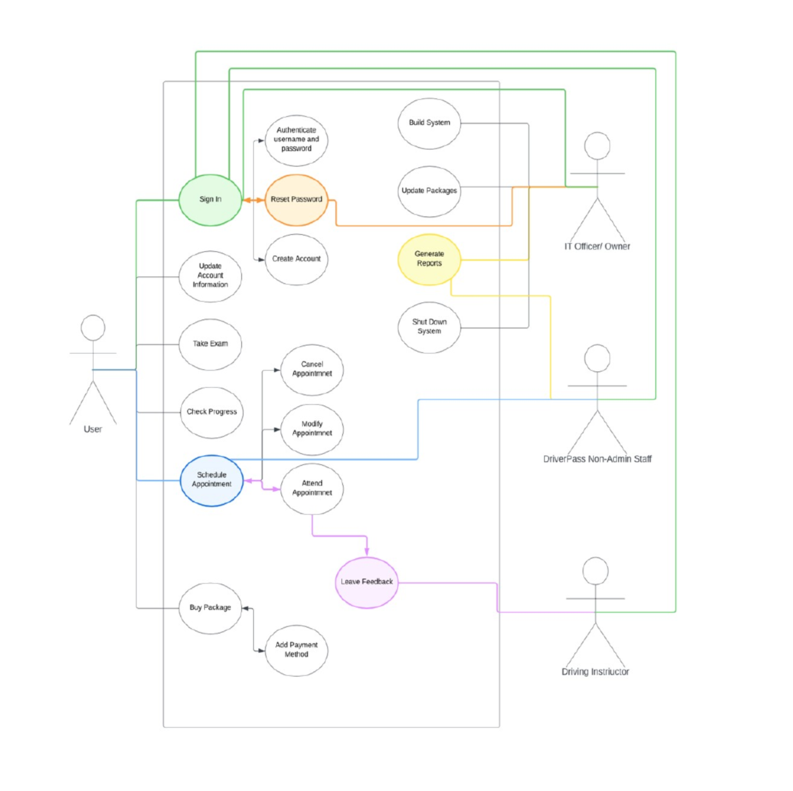 Authenticate
username and
password
Build System
Sign In
Reset Password
Update Packages
IT Officer/ Owner
Create Account
Generate
Reports
Update
Account
Information
Shut Down
System
Take Exam
Cancel
Appointmnet
User
Check Progress
Modify
Appointmnet
DriverPass Non-Admin Staff
Schedule
Appointment
Attend
Appointmnet
Leave Feedback
Buy Package
Add Payment
Method
Driving Instriuctor